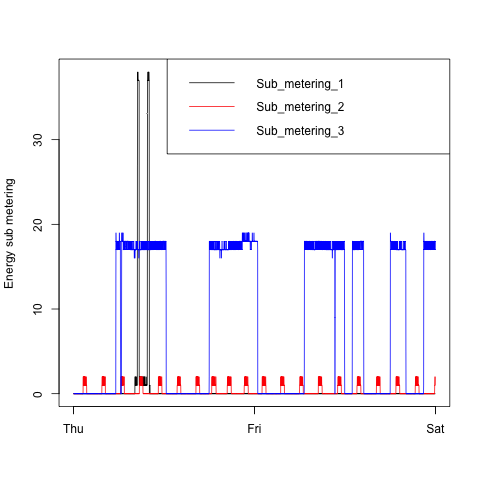 Sub_metering_1
Sub_metering_2
Sub_metering_3
Energy sub metering
30
20
10
0
Thu
Fri
Sat